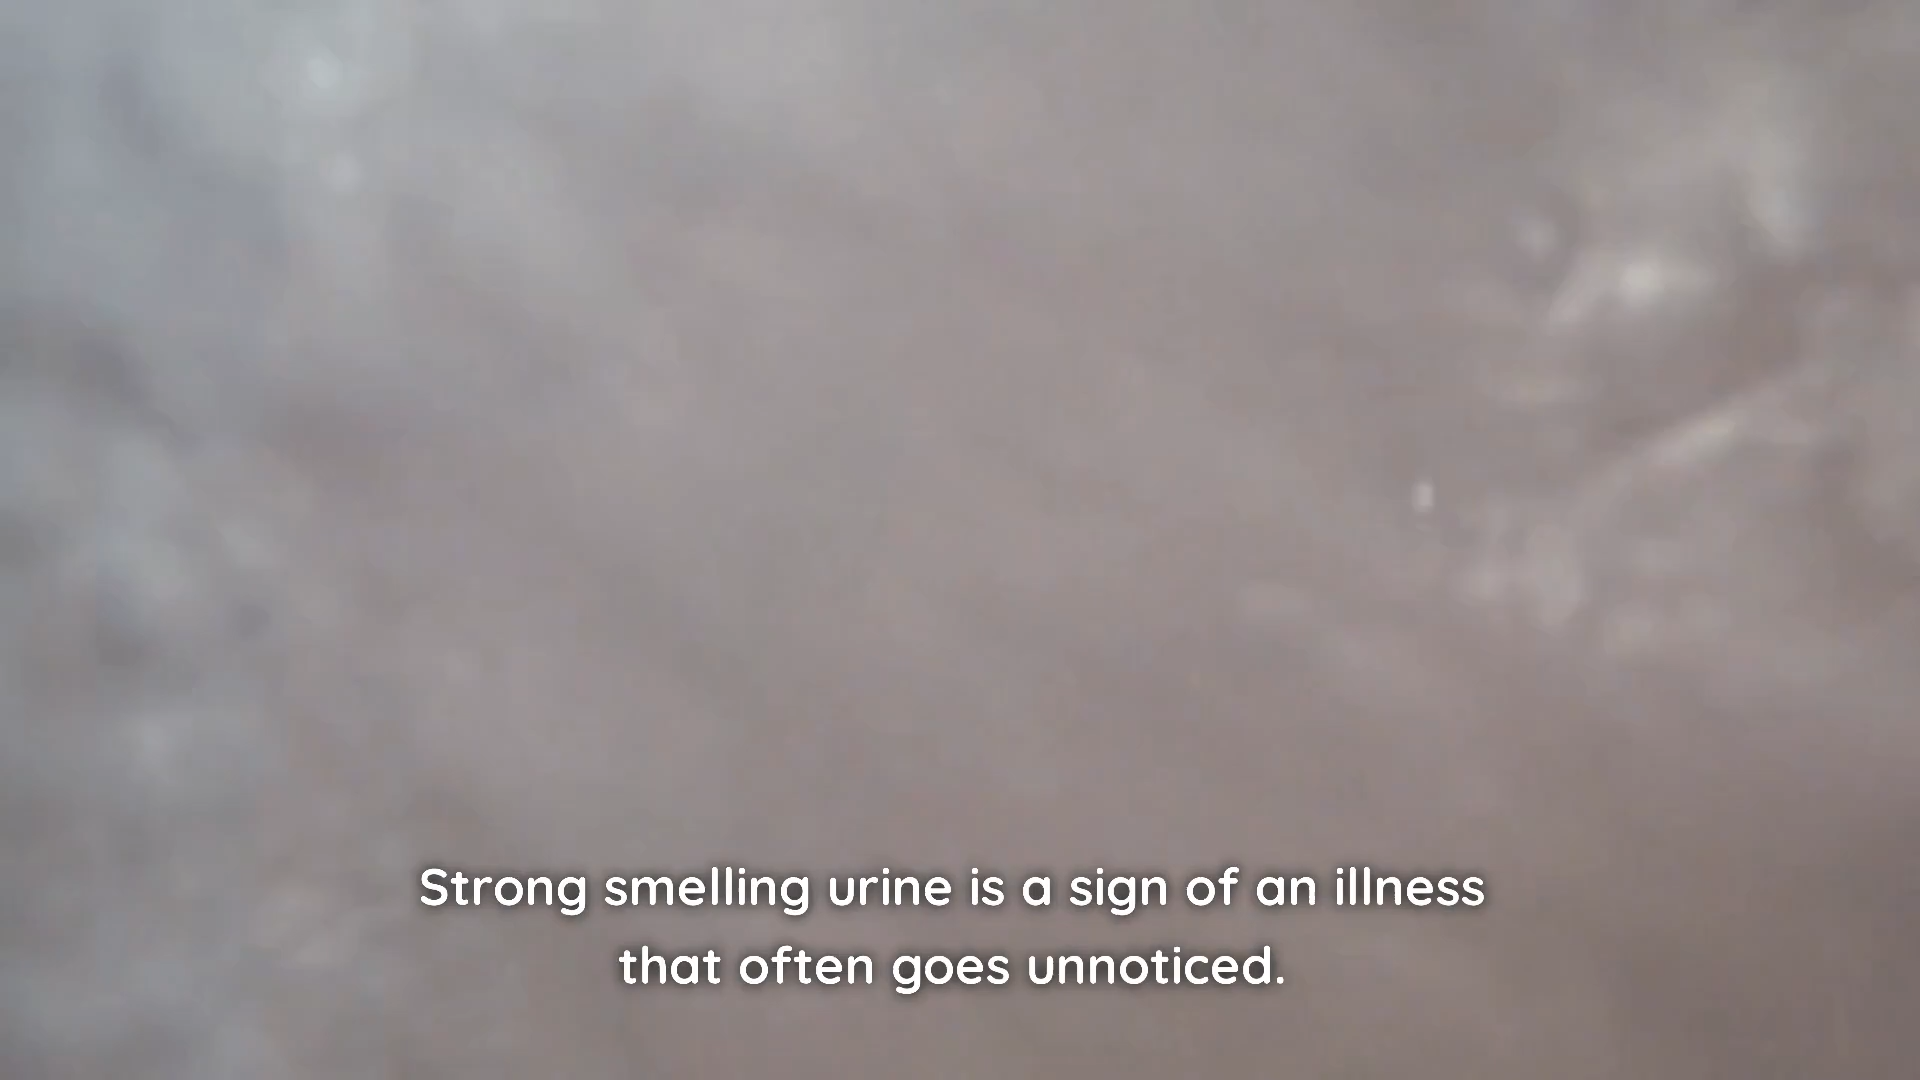 Strong smelling urine is a sign of an illness
that often goes unnoticed.